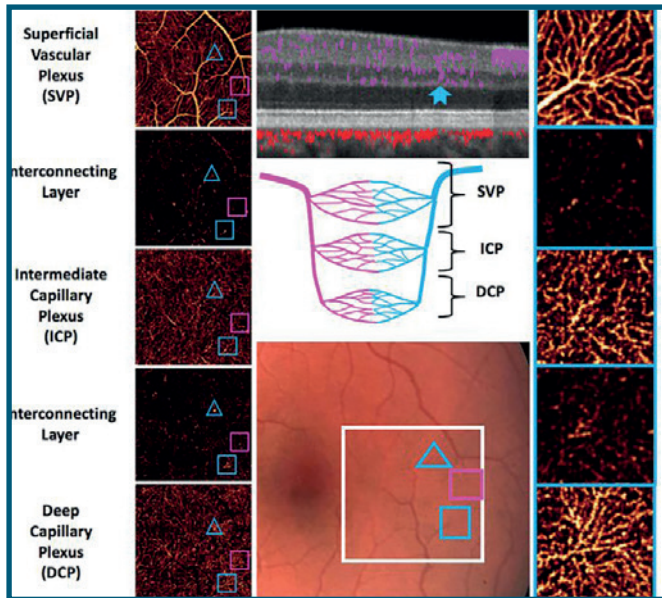 Superficial
Vascular
Plexus
(SVP)
nterconnecting
Layer
Intermediate
Capillary
Plexus
(ICP)
nterconnecting
Layer
Deep
Capillary
Plexus
(DCP)
SVP
ICP
DCP